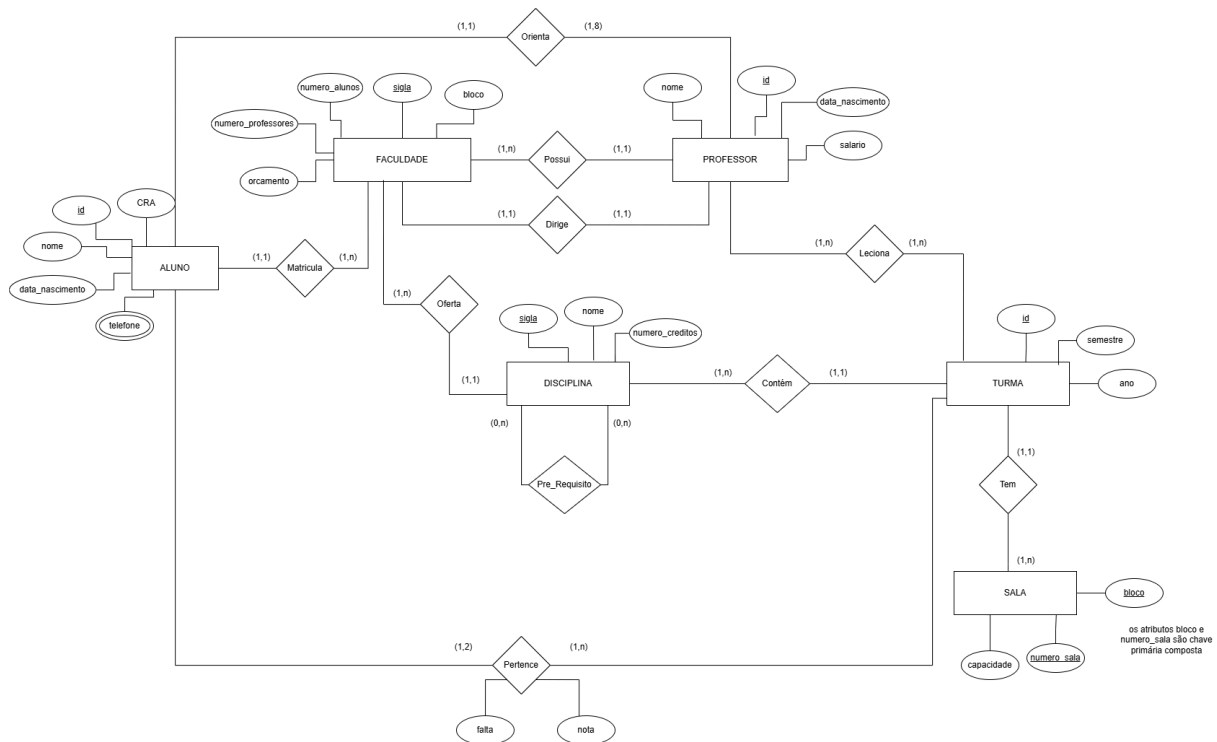 (1,1)
Orienta
(1,8)
numero_alunos
sigla
bloco
nome
id
data_nascimento
numero_professores
FACULDADE
(1,n)
Possui
(1,1)
PROFESSOR
salario
orcamento
id
CRA
(1,1)
Dirige
(1,1)
nome
ALUNO
(1,1)
Matricula
(1,n)
(1,n)
Leciona
(1,n)
data_nascimento
telefone
(1,n)
Oferta
sigla
nome
numero_creditos
id
semestre
(1,1)
DISCIPLINA
(1,n)
Contém
(1,1)
TURMA
ano
(0,n)
(0,n)
Pre_Requisito
(1,1)
Tem
(1,n)
SALA
bloco
os atributos bloco e
numero_sala são chave
primária composta
capacidade
numero_sala
(1,2)
Pertence
(1,n)
falta
nota